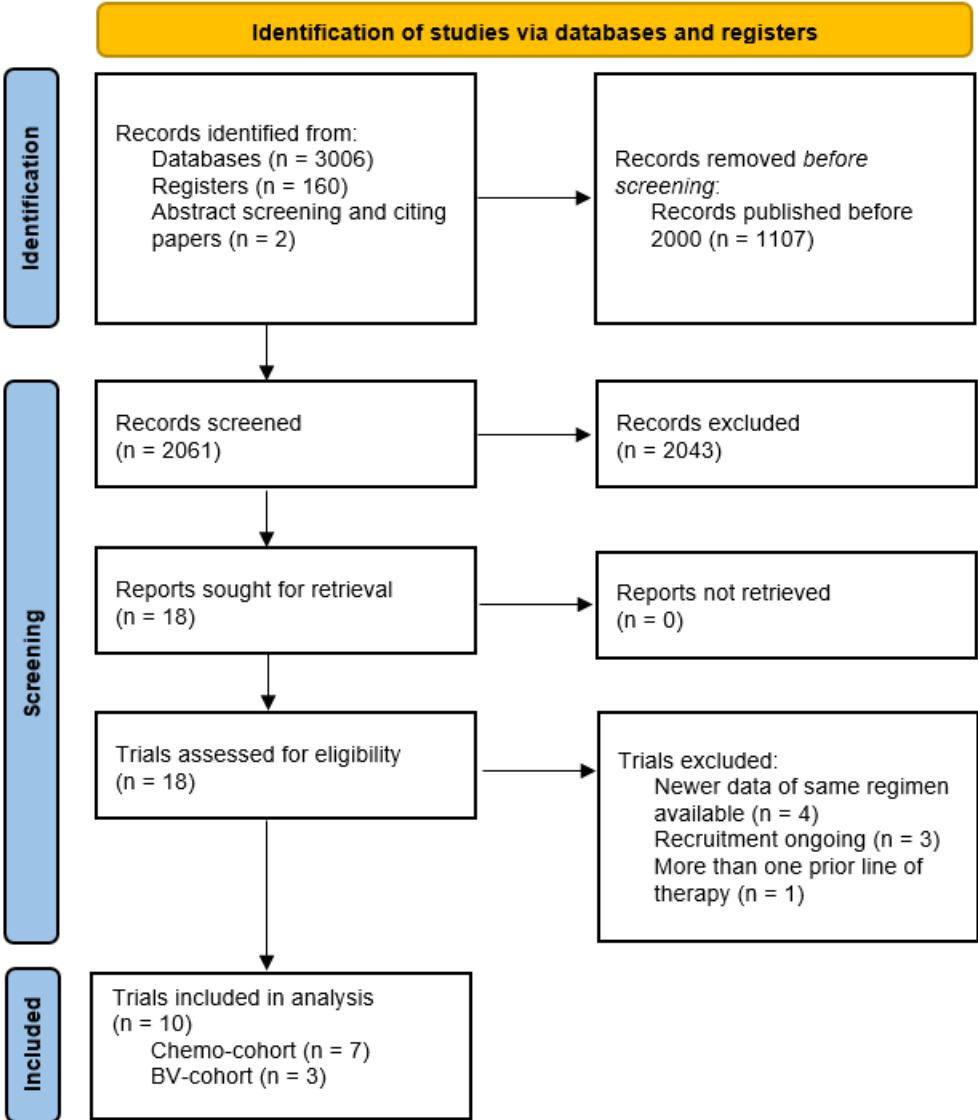 Identification of studies via databases and registers
Identification
Records identified from:
Databases (n = 3006)
Registers (n = 160)
Abstract screening and citing
papers (n = 2)
Records removed before
screening:
Records published before
2000 (n = 1107)
Screening
Records screened
(n = 2061)
Records excluded
(n = 2043)
Reports sought for retrieval
(n = 18)
Reports not retrieved
(n = 0)
Trials assessed for eligibility
(n = 18)
Trials excluded:
Newer data of same regimen
available (n = 4)
Recruitment ongoing (n = 3)
More than one prior line of
therapy (n = 1)
Included
Trials included in analysis
(n = 10)
Chemo-cohort (n = 7)
BV-cohort (n = 3)